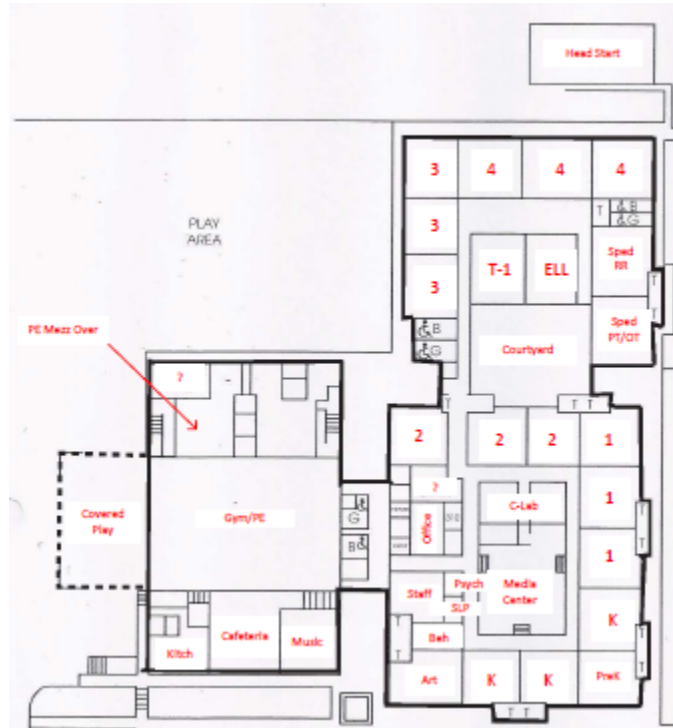 Head Start
3
4
4
4
T
B
G
PLAY
AREA
3
Sped
RR
T-1
ELL
3
T
T
PE Mezz Over
B
G
Sped
PT/OT
Courtyard
?
T
T T
2
2
2
1
?
Covered
Play
Gym/PE
G
B
Office
C-Lab
1
T
T
1
Staff
Psych
SLP
Media
Center
Beh
T
T
K
T
T
Kitch
Cafeteria
Music
Art
K
K
PreK
T T